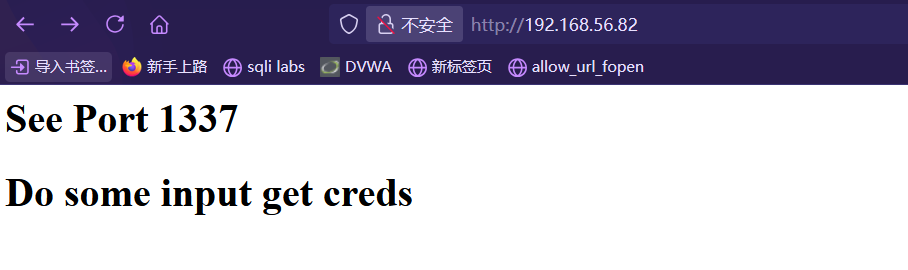 不安全 http://192.168.56.82
导入书签... 新手上路 sqli labs DVWA 新标签页 allow_url_fopen
See Port 1337
Do some input get creds